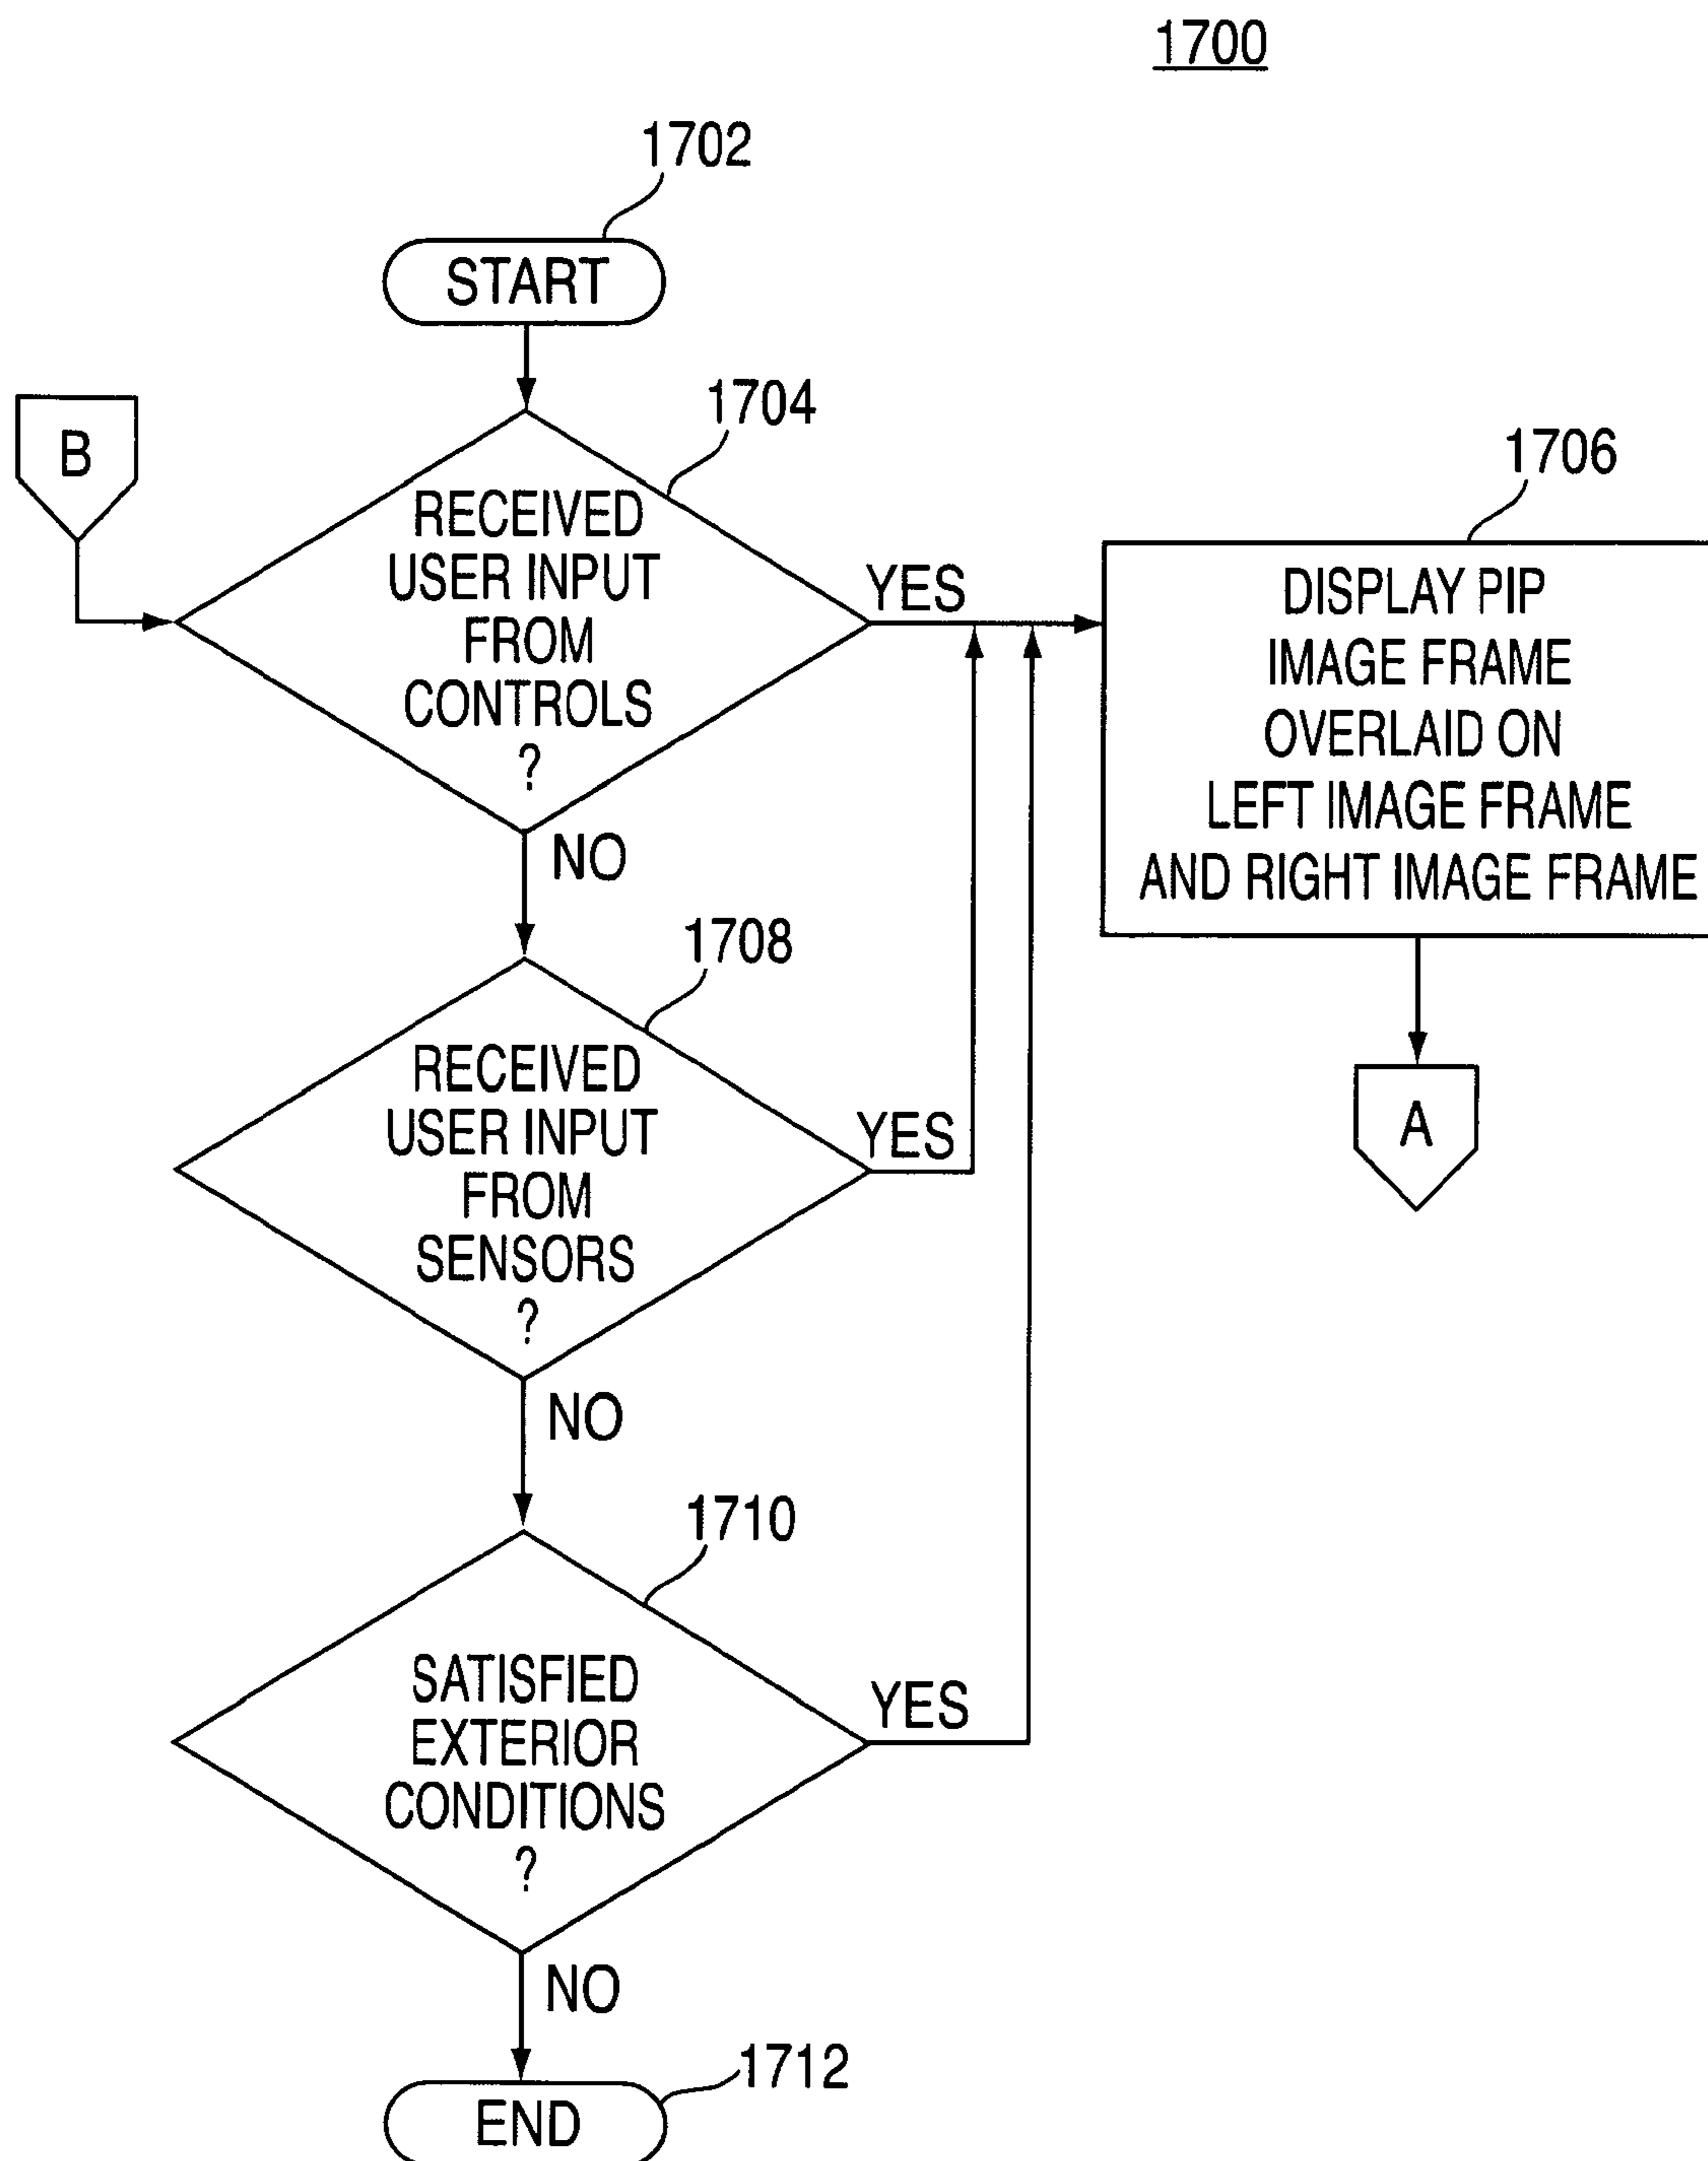 1700
1702
START
B
1704
RECEIVED
USER INPUT
FROM
CONTROLS
?
YES
NO
1706
DISPLAY PIP
IMAGE FRAME
OVERLAID ON
LEFT IMAGE FRAME
AND RIGHT IMAGE FRAME
A
1708
RECEIVED
USER INPUT
FROM
SENSORS
?
YES
NO
1710
SATISFIED
EXTERIOR
CONDITIONS
?
YES
NO
1712
END